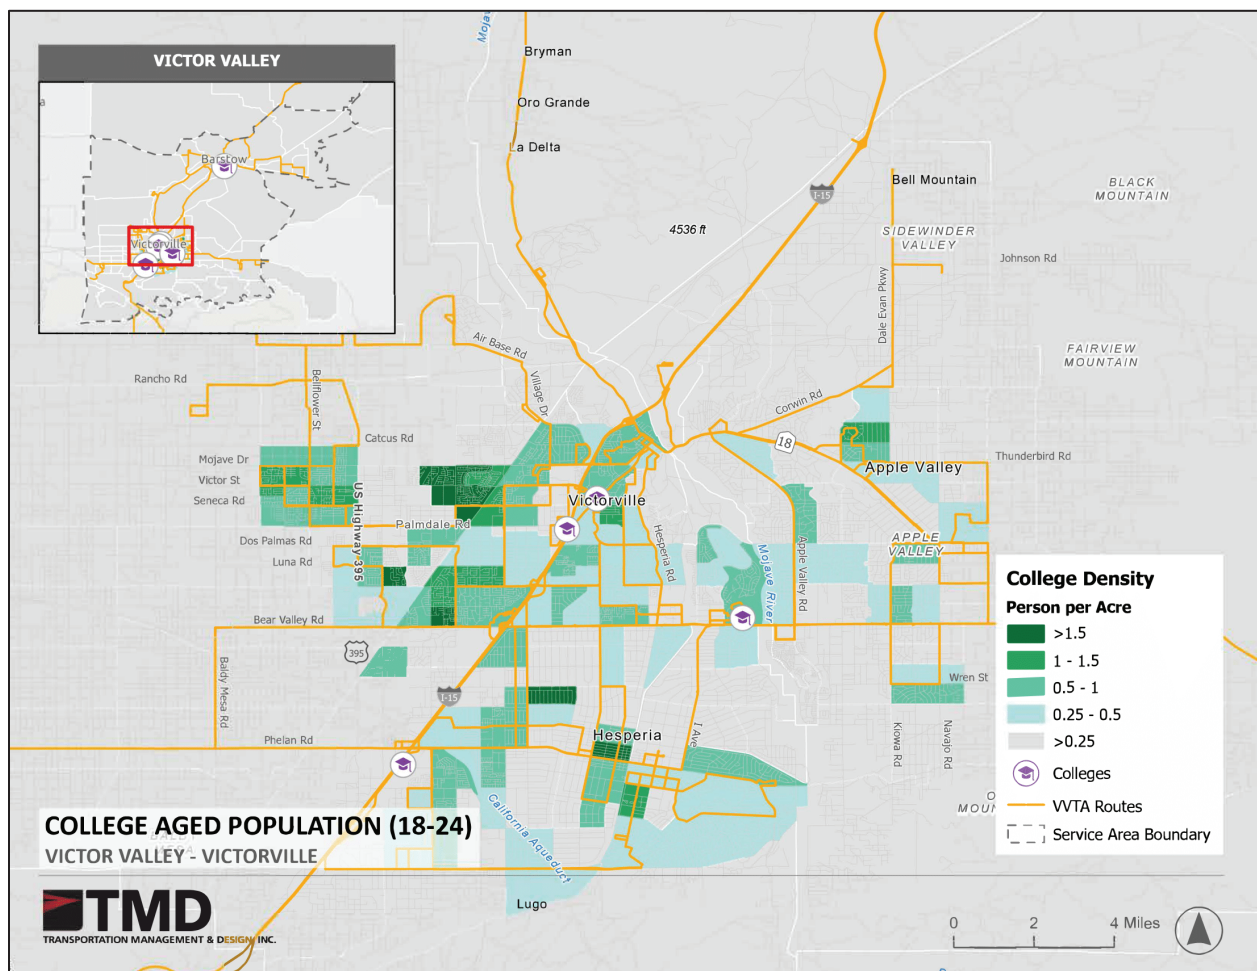 VICTOR VALLEY
Barstow
Victorville
Mojav
Bryman
Oro Grande
La Delta
I-15
Bell Mountain
BLACK
MOUNTAIN
4536 ft
SIDEWINDER
VALLEY
Johnson Rd
Dale Evan Pkwy
FAIRVIEW
MOUNTAIN
Air Base Rd
Rancho Rd
Bellflower St
Village Dr
Corwin Rd
18
Catcus Rd
Mojave Dr
Victor St
Seneca Rd
US Highway 395
Apple Valley
Thunderbird Rd
Victorville
Palmdale Rd
Dos Palmas Rd
Luna Rd
Hesperia Rd
Mojave River
Apple Valley Rd
APPLE
VALLEY
Bear Valley Rd
395
Baldy Mesa Rd
I-15
Wren St
Phelan Rd
Hesperia
I Ave
Kiowa Rd
Navajo Rd
California Aqueduct
Lugo
College Density
Person per Acre
>1.5
1 - 1.5
0.5 - 1
0.25 - 0.5
>0.25
Colleges
VVTA Routes
Service Area Boundary
COLLEGE AGED POPULATION (18-24)
VICTOR VALLEY - VICTORVILLE
TMD
TRANSPORTATION MANAGEMENT & DESIGN, INC.
0 2 4 Miles